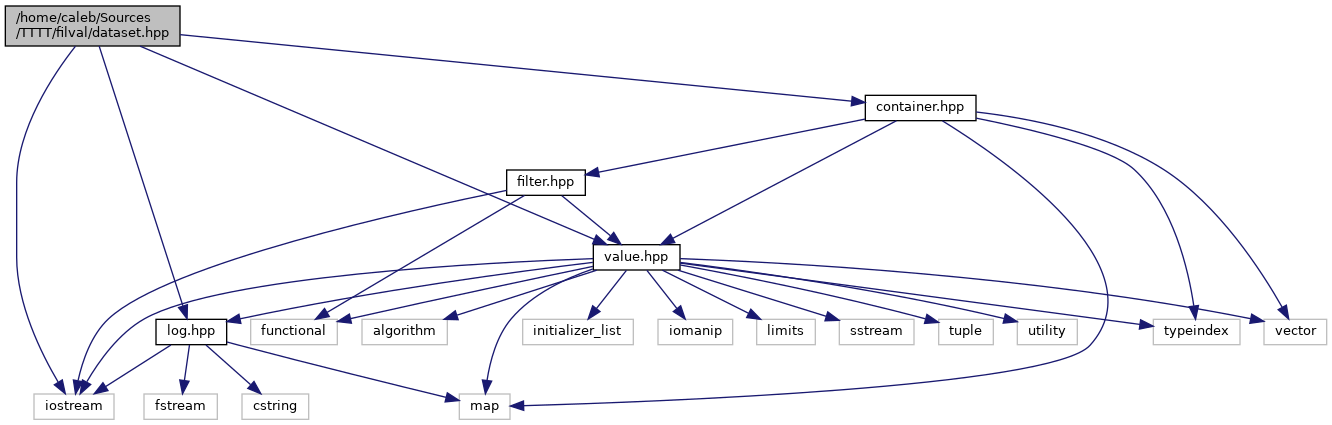 /home/caleb/Sources
/TTTT/filval/dataset.hpp
container.hpp
filter.hpp
value.hpp
log.hpp
functional
algorithm
initializer_list
iomanip
limits
sstream
tuple
utility
typeindex
vector
iostream
fstream
cstring
map